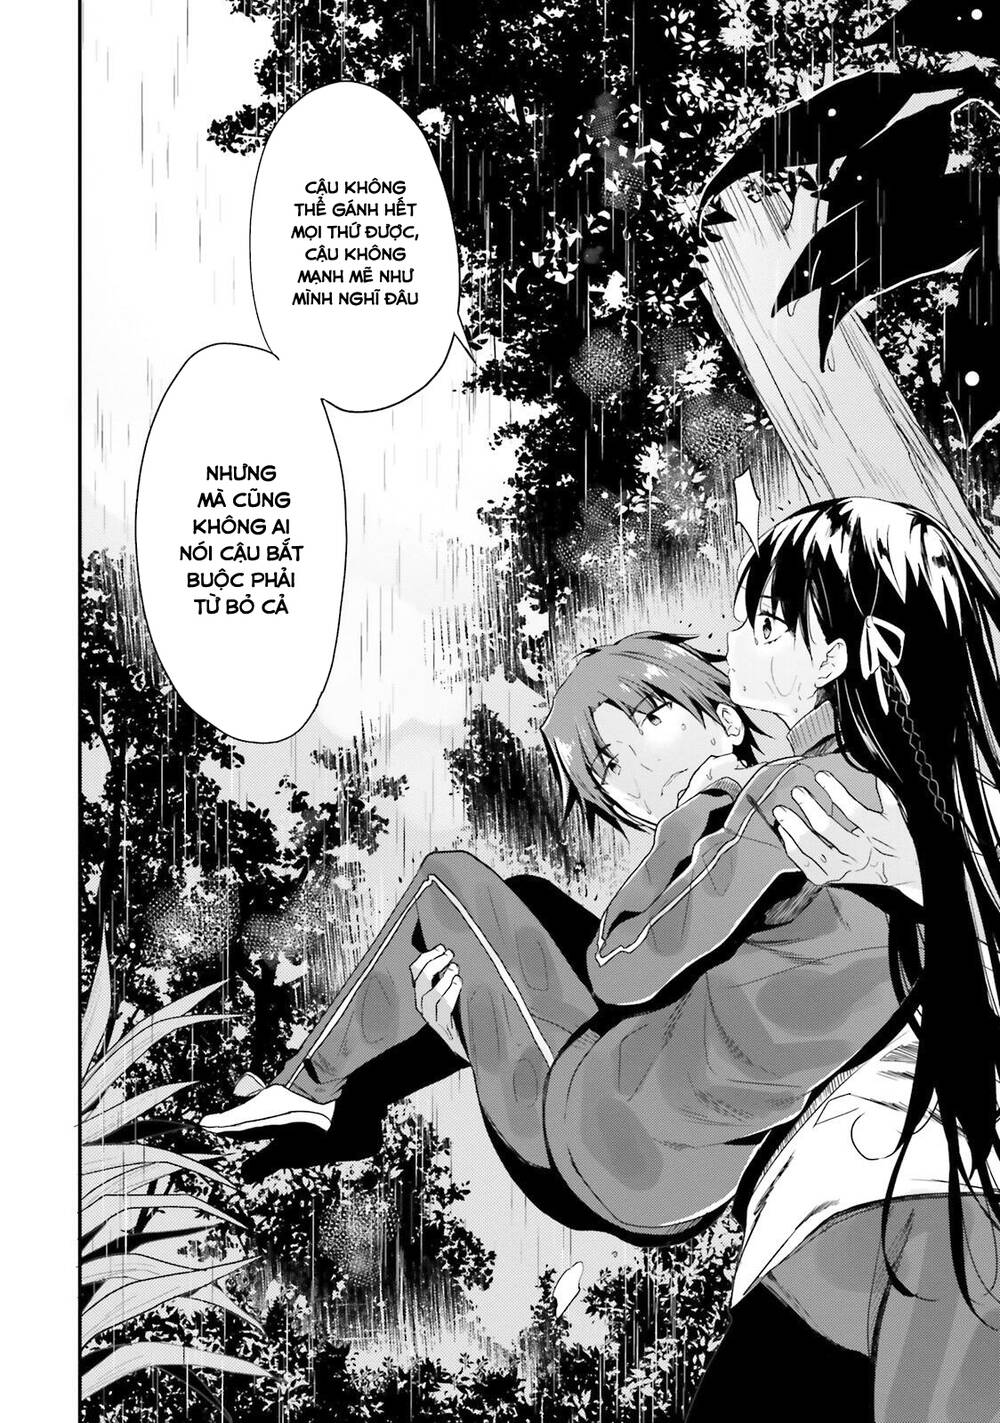 CẬU KHÔNG
THỂ GÁNH HẾT
MỌI THỨ ĐƯỢC,
CẬU KHÔNG
MẠNH MẼ NHƯ
MÌNH NGHĨ ĐÂU
NHƯNG
MÀ CŨNG
KHÔNG AI
NÓI CẬU BẮT
BUỘC PHẢI
TỪ BỎ CẢ